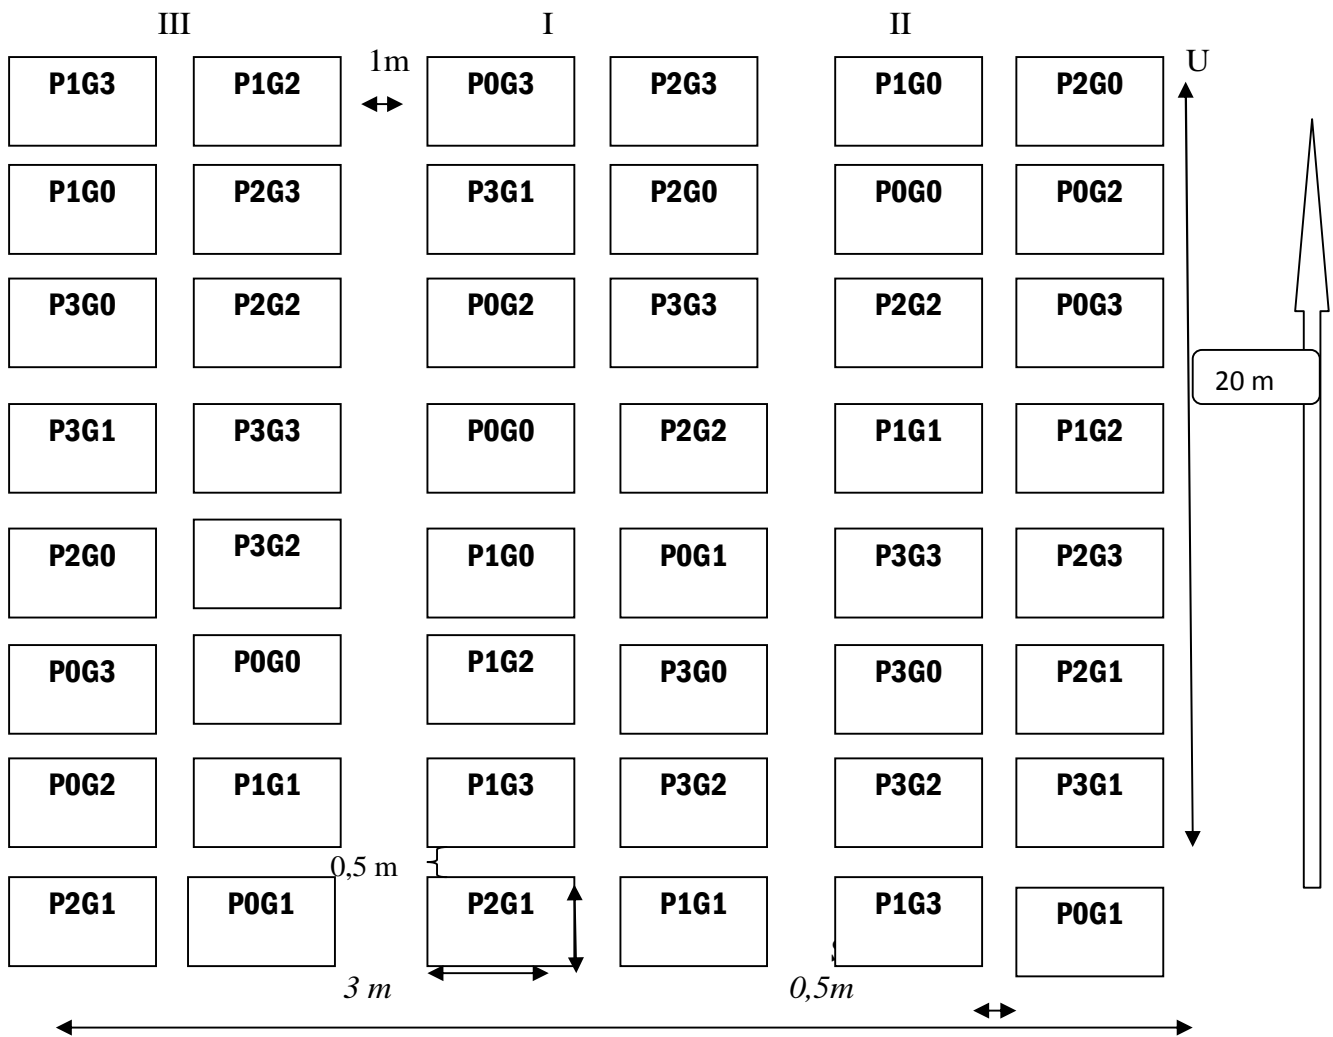 III I II
1m U
P1G3 P1G2 P0G3 P2G3 P1G0 P2G0
P1G0 P2G3 P3G1 P2G0 P0G0 P0G2
P3G0 P2G2 P0G2 P3G3 P2G2 P0G3
20 m
P3G1 P3G3 P0G0 P2G2 P1G1 P1G2
P2G0 P3G2 P1G0 P0G1 P3G3 P2G3
P0G3 P0G0 P1G2 P3G0 P3G0 P2G1
P0G2 P1G1 P1G3 P3G2 P3G2 P3G1
0,5 m
P2G1 P0G1 P2G1 P1G1 P1G3 P0G1
3 m 0,5m